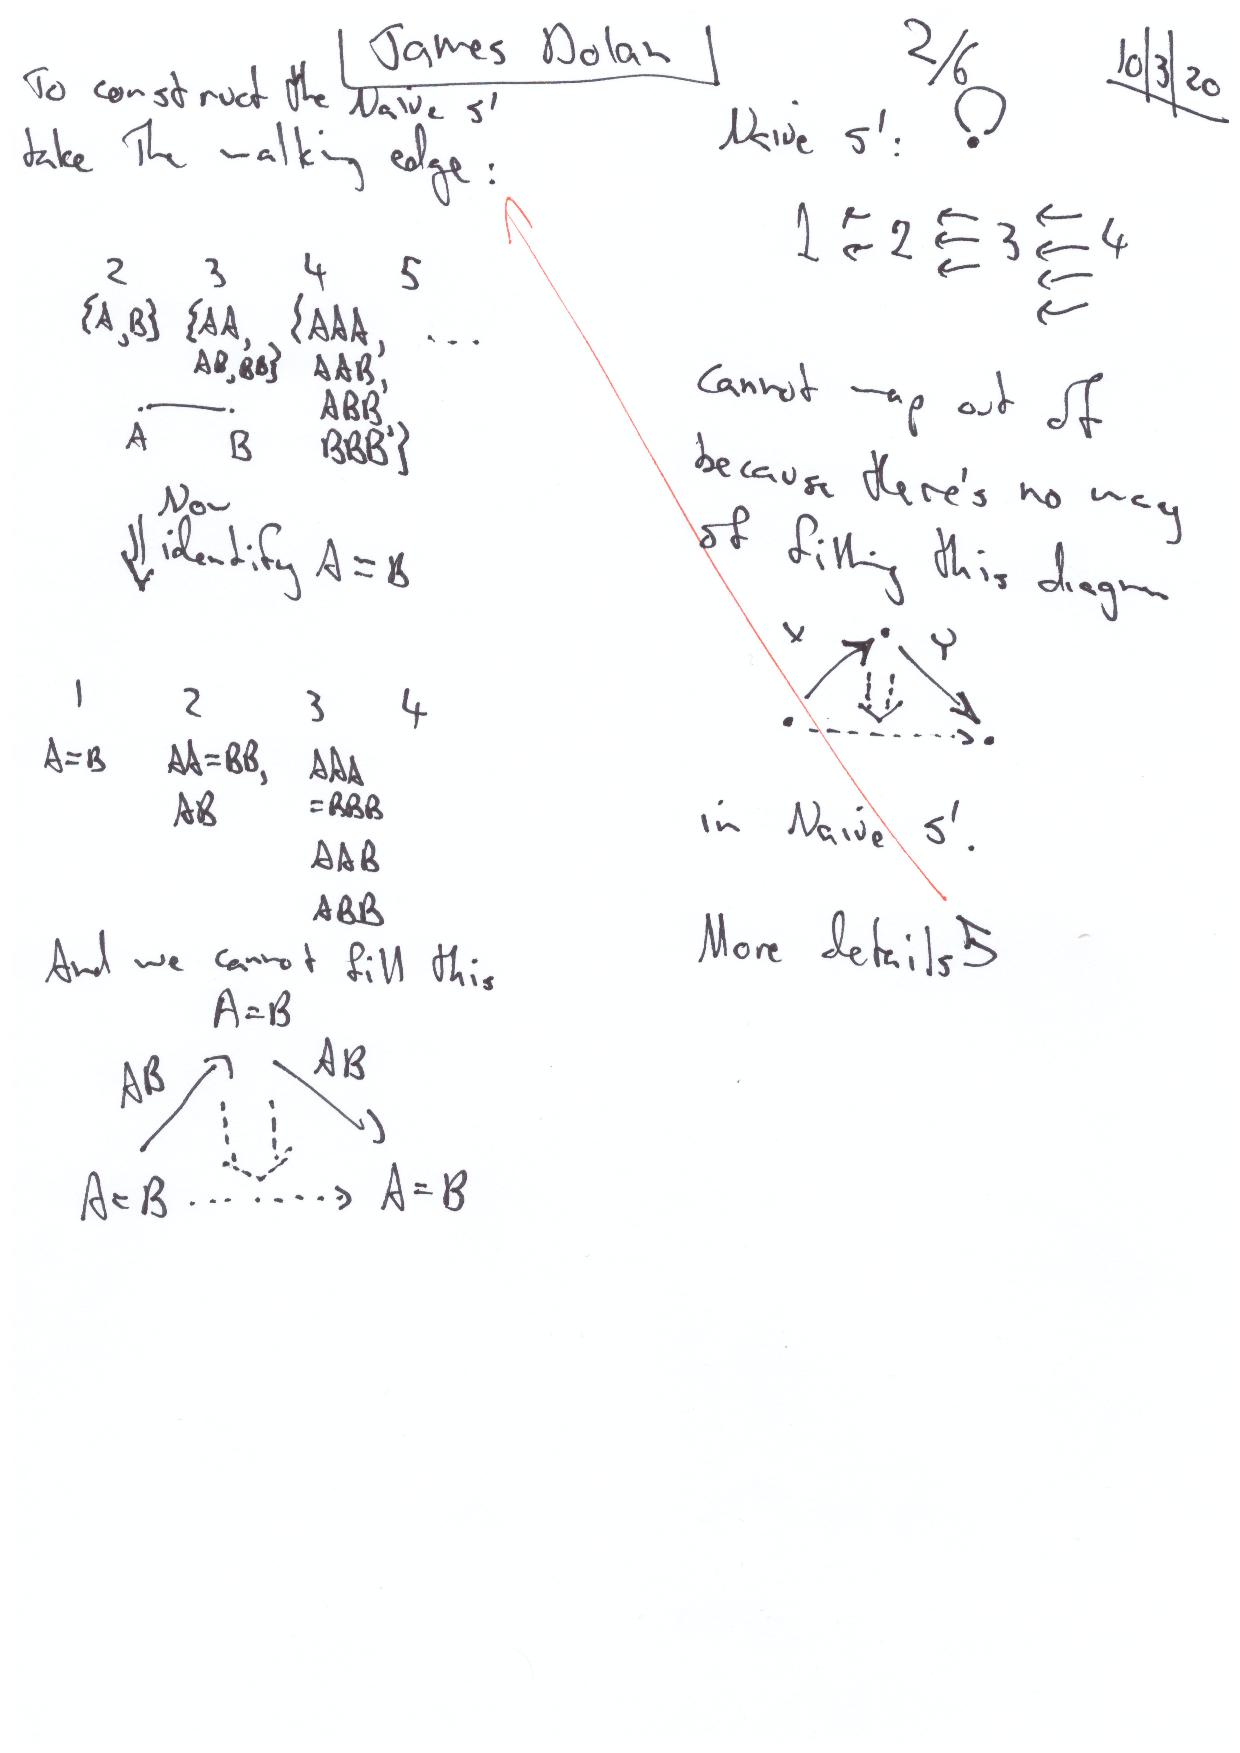 James Dolan
2/6
10/3/20
Naive S¹:
1 ⇇ 2 ← ← ← 3 ← ← ← ← 4
Cannot map out of
because there's no way
of filling this diagram
X Y
in Naive S¹.
More details
To construct the Naive S¹
take The walking edge:
2 3 4 5
{A,B} {AA, {AAA, ...
AB,BB} AAB,
ABB,
A B BBB}
Now
identify A=B
1 2 3 4
A=B AA=BB, AAA
AB =BBB
AAB
ABB
And we cannot fill this
A=B
AB AB
A=B A=B